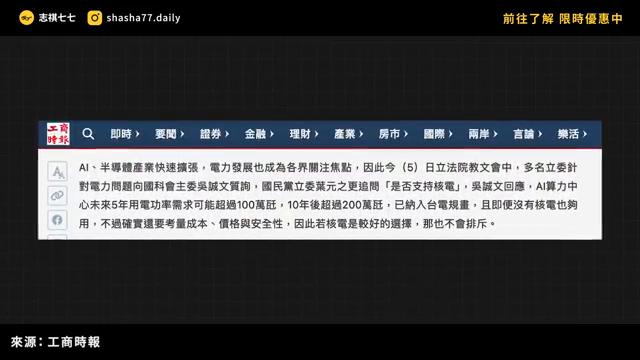 志祺七七
shasha77.daily
前往了解 限時優惠中
工商時報
即時 要聞 證券 金融 理財 產業 房市 國際 兩岸 言論 樂活
AI、半導體產業快速擴張，電力發展也成為各界關注焦點，因此今（5）日立法院教文會中，多名立委針
對電力問題向國科會主委吳誠文質詢，國民黨立委葉元之更追問「是否支持核電」，吳誠文回應，AI算力中
心未來5年用電功率需求可能超過100萬瓩，10年後超過200萬瓩，已納入台電規畫，且即便沒有核電也夠
用，不過確實還要考量成本、價格與安全性，因此若核電是較好的選擇，那也不會排斥。
來源：工商時報